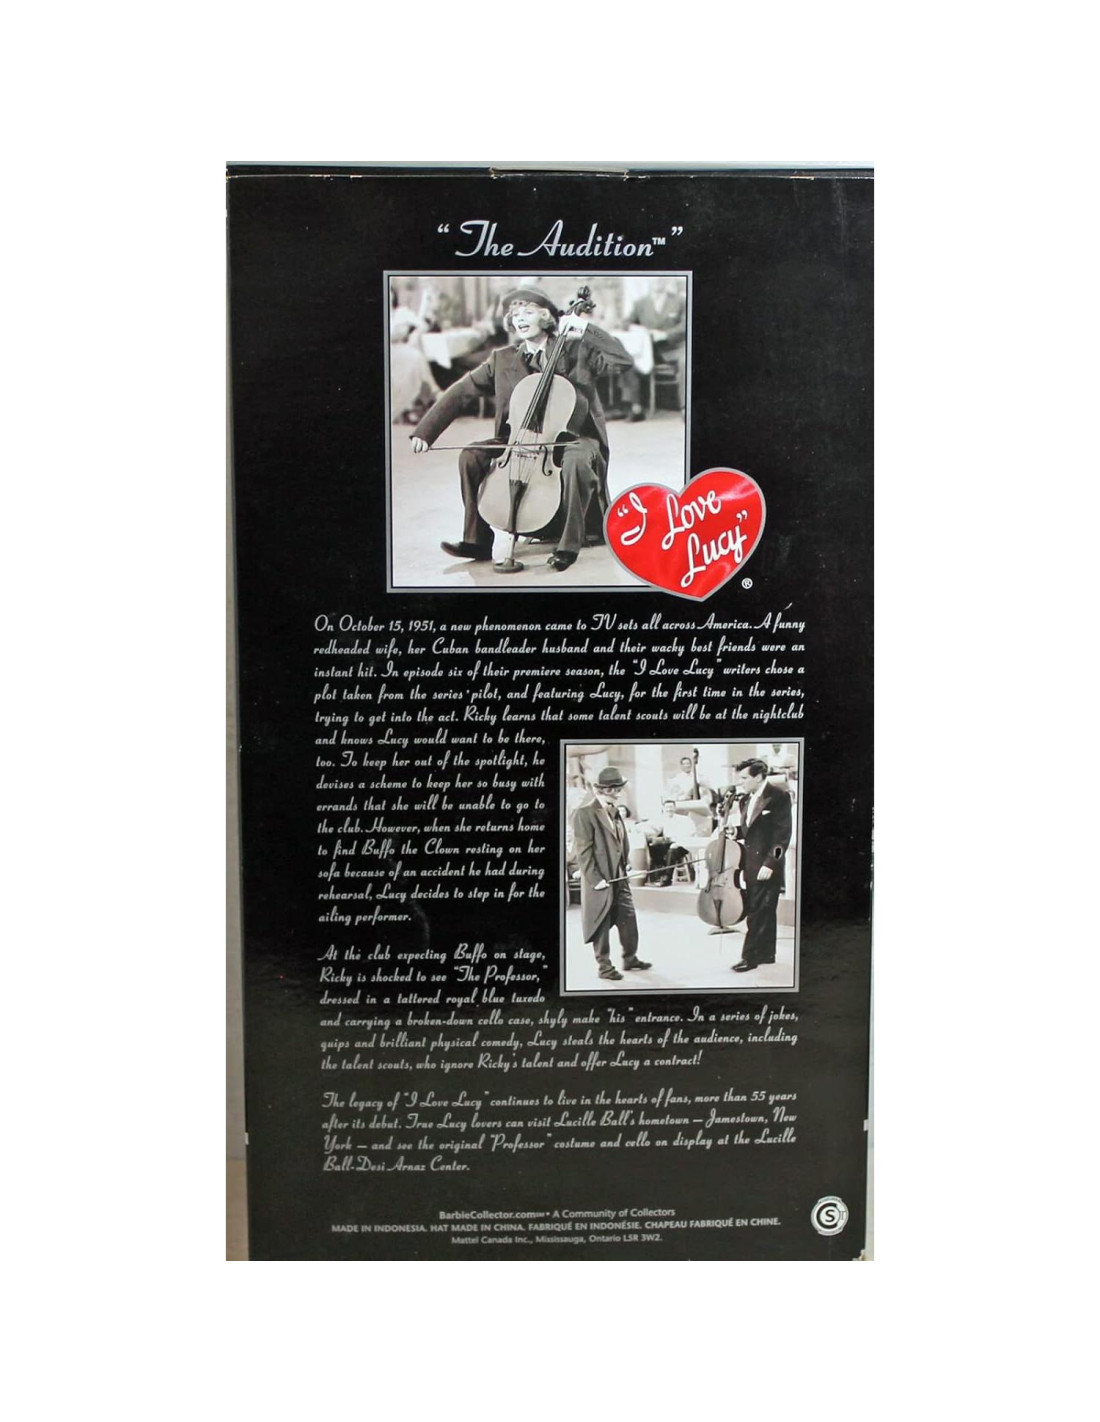 “The Audition™”
“I
Love
Lucy”
®
On October 15, 1951, a new phenomenon came to TV sets all across America. A funny
redheaded wife, her Cuban bandleader husband and their wacky best friends were an
instant hit. In episode six of their premiere season, the “I Love Lucy” writers chose a
plot taken from the series' pilot, and featuring Lucy, for the first time in the series,
trying to get into the act. Ricky learns that some talent scouts will be at the nightclub
and knows Lucy would want to be there,
too. To keep her out of the spotlight, he
devises a scheme to keep her so busy with
errands that she will be unable to go to
the club. However, when she returns home
to find Buffo the Clown resting on her
sofa because of an accident he had during
rehearsal, Lucy decides to step in for the
ailing performer.
At the club expecting Buffo on stage,
Ricky is shocked to see “The Professor,”
dressed in a tattered royal blue tuxedo
and carrying a broken-down cello case, shyly make “his” entrance. In a series of jokes,
quips and brilliant physical comedy, Lucy steals the hearts of the audience, including
the talent scouts, who ignore Ricky's talent and offer Lucy a contract!
The legacy of “I Love Lucy” continues to live in the hearts of fans, more than 55 years
after its debut. True Lucy lovers can visit Lucille Ball's hometown — Jamestown, New
York — and see the original “Professor” costume and cello on display at the Lucille
Ball-Desi Arnaz Center.
BarbieCollector.com℠ • A Community of Collectors
MADE IN INDONESIA. HAT MADE IN CHINA. FABRIQUÉ EN INDONÉSIE. CHAPEAU FABRIQUÉ EN CHINE.
Mattel Canada Inc., Mississauga, Ontario L5R 3W2.
S